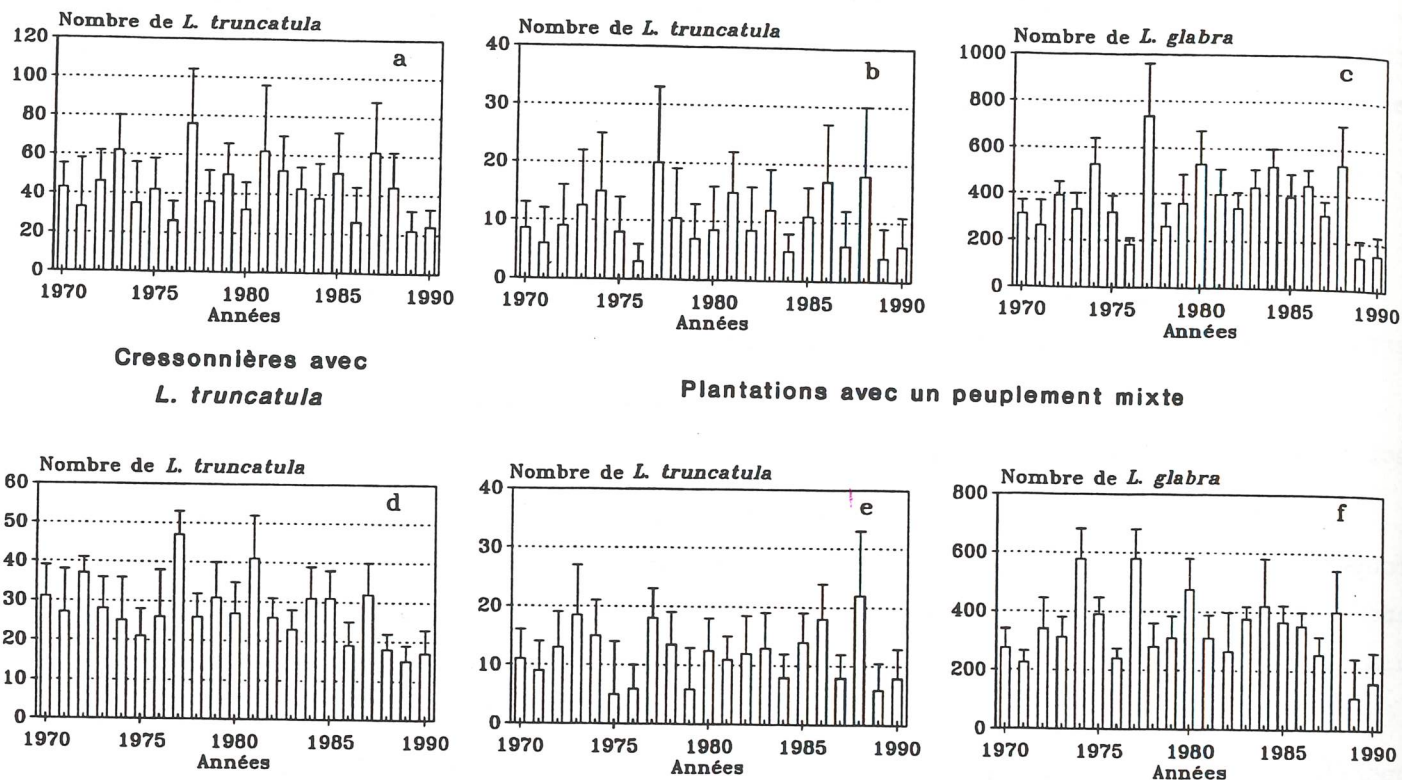 Nombre de L. truncatula
a
120
100
80
60
40
20
0
1970 1975 1980 1985 1990
Années
Nombre de L. truncatula
b
40
30
20
10
0
1970 1975 1980 1985 1990
Années
Nombre de L. glabra
c
1000
800
600
400
200
0
1970 1975 1980 1985 1990
Années
Cressonnières avec
L. truncatula
Plantations avec un peuplement mixte
Nombre de L. truncatula
d
60
50
40
30
20
10
0
1970 1975 1980 1985 1990
Années
Nombre de L. truncatula
e
40
30
20
10
0
1970 1975 1980 1985 1990
Années
Nombre de L. glabra
f
800
600
400
200
0
1970 1975 1980 1985 1990
Années